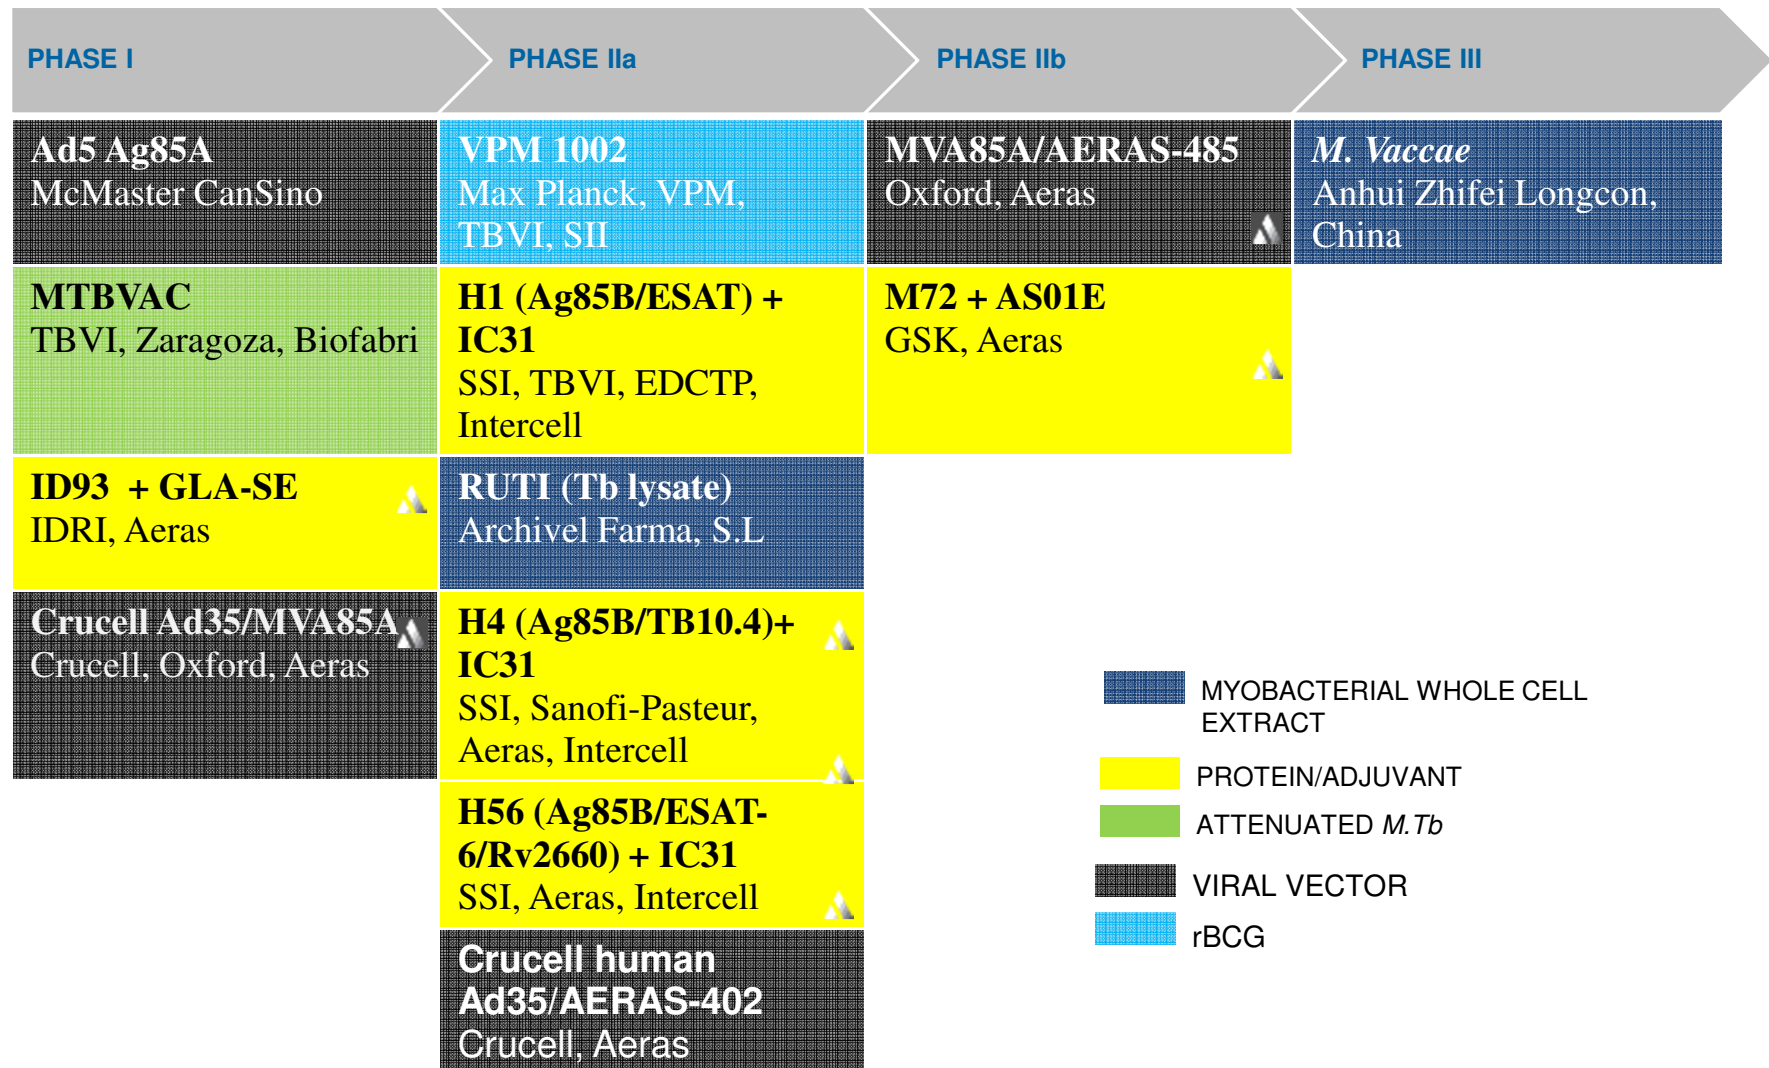 PHASE I
PHASE IIa
PHASE IIb
PHASE III
Ad5 Ag85A
McMaster CanSino
MTBVAC
TBVI, Zaragoza, Biofabri
ID93 + GLA-SE
IDRI, Aeras
Crucell Ad35/MVA85A
Crucell, Oxford, Aeras
VPM 1002
Max Planck, VPM,
TBVI, SII
H1 (Ag85B/ESAT) +
IC31
SSI, TBVI, EDCTP,
Intercell
RUTI (Tb lysate)
Archivel Farma, S.L
H4 (Ag85B/TB10.4)+
IC31
SSI, Sanofi-Pasteur,
Aeras, Intercell
H56 (Ag85B/ESAT-
6/Rv2660) + IC31
SSI, Aeras, Intercell
Crucell human
Ad35/AERAS-402
Crucell, Aeras
MVA85A/AERAS-485
Oxford, Aeras
M72 + AS01E
GSK, Aeras
M. Vaccae
Anhui Zhifei Longcon,
China
MYOBACTERIAL WHOLE CELL
EXTRACT
PROTEIN/ADJUVANT
ATTENUATED M.Tb
VIRAL VECTOR
rBCG